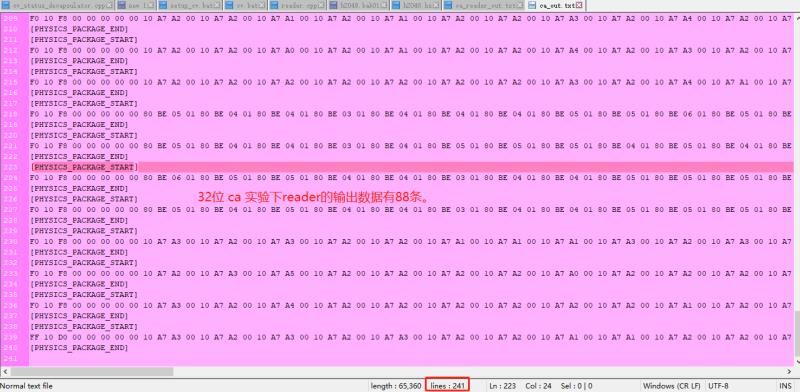 cv_status_decapulator.cpp new 1 setup_cv.bat cv.bat reader.cpp ca_reader_out.txt ca_out.txt
209 F0 10 F8 00 00 00 00 00 10 A7 A2 00 10 A7 A2 00 10 A7 A1 00 10 A7 A2 00 10 A7 A2 00 10 A7 A2 00 10 A7 A2 00 10 A7 A4 00 10 A7 A2 00 10 A7
210 [PHYSICS_PACKAGE_END]
211 [PHYSICS_PACKAGE_START]
212 F0 10 F8 00 00 00 00 00 10 A7 A2 00 10 A7 A0 00 10 A7 A2 00 10 A7 A2 00 10 A7 A2 00 10 A7 A2 00 10 A7 A2 00 10 A7 A3 00 10 A7 A2 00 10 A7
213 [PHYSICS_PACKAGE_END]
214 [PHYSICS_PACKAGE_START]
215 F0 10 F8 00 00 00 00 00 10 A7 A2 00 10 A7 A2 00 10 A7 A2 00 10 A7 A2 00 10 A7 A0 00 10 A7 A3 00 10 A7 A2 00 10 A7 A4 00 10 A7 A1 00 10 A7
216 [PHYSICS_PACKAGE_END]
217 [PHYSICS_PACKAGE_START]
218 F0 10 F8 00 00 00 00 00 80 BE 05 01 80 BE 04 01 80 BE 04 01 80 BE 03 01 80 BE 04 01 80 BE 04 01 80 BE 05 01 80 BE 05 01 80 BE 06 01 80 BE 05 01 80
219 [PHYSICS_PACKAGE_END]
220 [PHYSICS_PACKAGE_START]
221 F0 10 F8 00 00 00 00 00 80 BE 05 01 80 BE 04 01 80 BE 05 01 80 BE 05 01 80 BE 04 01 80 BE 04 01 80 BE 04 01 80 BE 05 01 80 BE 04 01 80
222 [PHYSICS_PACKAGE_END]
223 [PHYSICS_PACKAGE_START]
224 F0 10 F8 00 00 00 00 00 80 BE 06 01 80 BE 05 01 80 BE 05 01 80 BE 04 01 80 BE 04 01 80 BE 04 01 80 BE 03 01 80 BE 04 01 80 BE 05 01 80
225 [PHYSICS_PACKAGE_END]
32位 ca 实验下reader的输出数据有88条。
226 [PHYSICS_PACKAGE_START]
227 F0 10 F8 00 00 00 00 00 80 BE 05 01 80 BE 04 01 80 BE 04 01 80 BE 05 01 80 BE 04 01 80 BE 03 01 80 BE 04 01 80 BE 04 01 80 BE 05 01 80
228 [PHYSICS_PACKAGE_END]
229 [PHYSICS_PACKAGE_START]
230 F0 10 F8 00 00 00 00 00 10 A7 A3 00 10 A7 A2 00 10 A7 A3 00 10 A7 A2 00 10 A7 A2 00 10 A7 A1 00 10 A7 A1 00 10 A7 A3 00 10 A7 A2 00 10 A7
231 [PHYSICS_PACKAGE_END]
232 [PHYSICS_PACKAGE_START]
233 F0 10 F8 00 00 00 00 00 10 A7 A2 00 10 A7 A3 00 10 A7 A5 00 10 A7 A2 00 10 A7 A2 00 10 A7 A2 00 10 A7 A2 00 10 A7 A2 00 10 A7 A2 00 10 A7
234 [PHYSICS_PACKAGE_END]
235 [PHYSICS_PACKAGE_START]
236 F0 10 F8 00 00 00 00 00 10 A7 A3 00 10 A7 A4 00 10 A7 A2 00 10 A7 A2 00 10 A7 A2 00 10 A7 A2 00 10 A7 A2 00 10 A7 A1 00 10 A7 A2 00 10 A7
237 [PHYSICS_PACKAGE_END]
238 [PHYSICS_PACKAGE_START]
239 FF 10 D0 00 00 00 00 00 10 A7 A3 00 10 A7 A2 00 10 A7 A3 00 10 A7 A2 00 10 A7 A2 00 10 A7 A1 00 10 A7 A1 00 10 A7 A2 00 10 A7 A2 00 10 A7
240 [PHYSICS_PACKAGE_END]
241
Normal text file length : 65,360 lines : 241 Ln : 223 Col : 24 Sel : 0 | 0 Windows (CR LF) UTF-8 INS